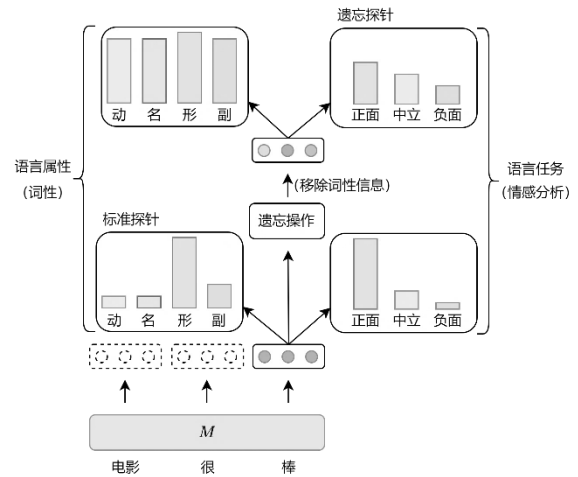 遗忘探针
动 名 形 副
正面 中立 负面
语言属性
(词性)
语言任务
(情感分析)
(移除词性信息)
遗忘操作
标准探针
动 名 形 副
正面 中立 负面
M
电影 很 棒